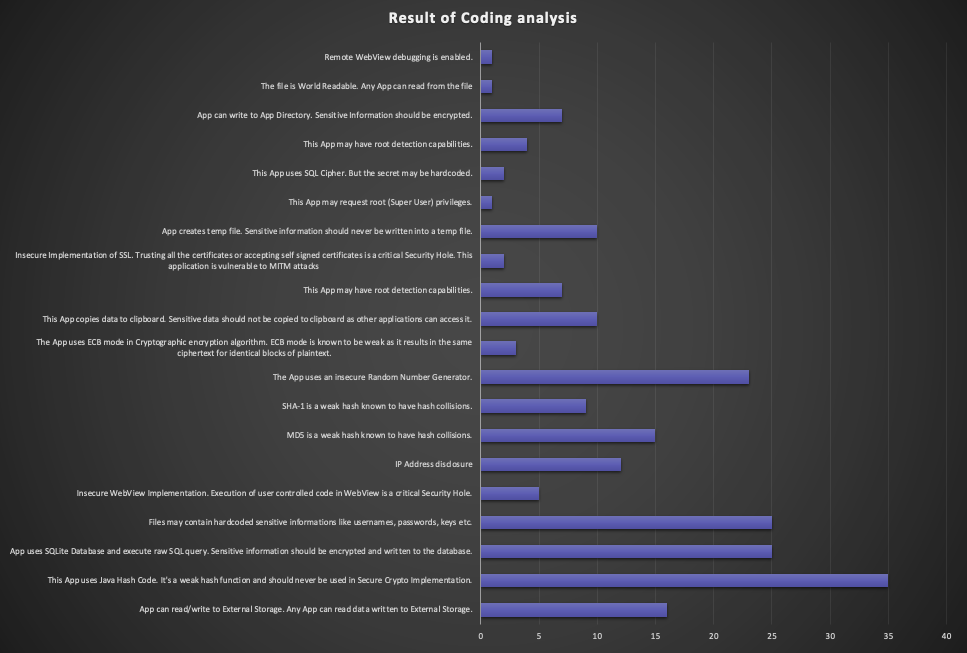 Result of Coding analysis
Remote WebView debugging is enabled.
The file is World Readable. Any App can read from the file
App can write to App Directory. Sensitive Information should be encrypted.
This App may have root detection capabilities.
This App uses SQL Cipher. But the secret may be hardcoded.
This App may request root (Super User) privileges.
App creates temp file. Sensitive information should never be written into a temp file.
Insecure Implementation of SSL. Trusting all the certificates or accepting self signed certificates is a critical Security Hole. This
application is vulnerable to MITM attacks
This App may have root detection capabilities.
This App copies data to clipboard. Sensitive data should not be copied to clipboard as other applications can access it.
The App uses ECB mode in Cryptographic encryption algorithm. ECB mode is known to be weak as it results in the same
ciphertext for identical blocks of plaintext.
The App uses an insecure Random Number Generator.
SHA-1 is a weak hash known to have hash collisions.
MD5 is a weak hash known to have hash collisions.
IP Address disclosure
Insecure WebView Implementation. Execution of user controlled code in WebView is a critical Security Hole.
Files may contain hardcoded sensitive informations like usernames, passwords, keys etc.
App uses SQLite Database and execute raw SQL query. Sensitive information should be encrypted and written to the database.
This App uses Java Hash Code. It's a weak hash function and should never be used in Secure Crypto Implementation.
App can read/write to External Storage. Any App can read data written to External Storage.
0 5 10 15 20 25 30 35 40